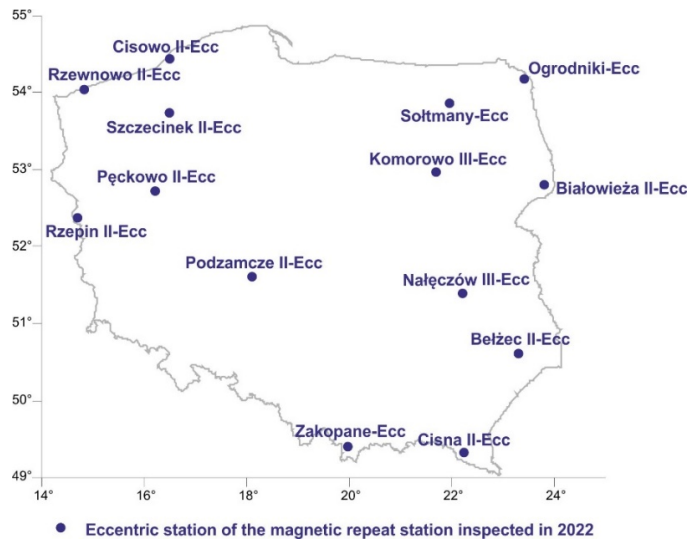 55°
Cisowo II-Ecc
Rzewnowo II-Ecc
Ogrodniki-Ecc
54°
Szczecinek II-Ecc
Sołtmany-Ecc
Komorowo III-Ecc
53°
Pęckowo II-Ecc
Białowieża II-Ecc
Rzepin II-Ecc
52°
Podzamcze II-Ecc
Nałęczów III-Ecc
51°
Bełżec II-Ecc
50°
Zakopane-Ecc
Cisna II-Ecc
49°
14° 16° 18° 20° 22° 24°
Eccentric station of the magnetic repeat station inspected in 2022